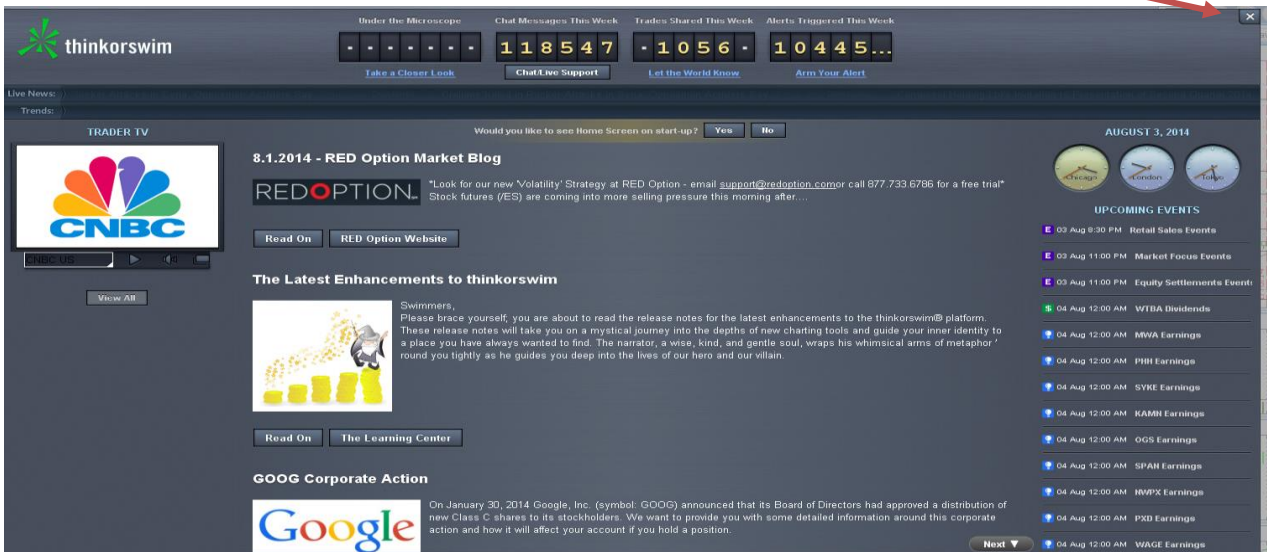 thinkorswim
Under the Microscope
- - - - - - -
Take a Closer Look
Chat Messages This Week
118547
Chat/Live Support
Trades Shared This Week
-1056-
Let the World Know
Alerts Triggered This Week
10445...
Arm Your Alert
Live News:
Trends:
TRADER TV
CNBC
CNBC US
View All
Would you like to see Home Screen on start-up? Yes No
8.1.2014 - RED Option Market Blog
REDOPTION
"Look for our new 'Volatility' Strategy at RED Option - email support@redoption.comor call 877.733.6786 for a free trial*
Stock futures (/ES) are coming into more selling pressure this morning after....
Read On RED Option Website
The Latest Enhancements to thinkorswim
Swimmers,
Please brace yourself, you are about to read the release notes for the latest enhancements to the thinkorswim® platform.
These release notes will take you on a mystical journey into the depths of new charting tools and guide your inner identity to
a place you have always wanted to find. The narrator, a wise, kind, and gentle soul, wraps his whimsical arms of metaphor '
round you tightly as he guides you deep into the lives of our hero and our villain.
Read On The Learning Center
GOOG Corporate Action
Google
On January 30, 2014 Google, Inc. (symbol: GOOG) announced that its Board of Directors had approved a distribution of
new Class C shares to its stockholders. We want to provide you with some detailed information around this corporate
action and how it will affect your account if you hold a position.
Next ▼
AUGUST 3, 2014
Chicago London Tokyo
UPCOMING EVENTS
E 03 Aug 8:30 PM Retail Sales Events
E 03 Aug 11:00 PM Market Focus Events
E 03 Aug 11:00 PM Equity Settlements Event
04 Aug 12:00 AM WTBA Dividends
04 Aug 12:00 AM MWA Earnings
04 Aug 12:00 AM PHH Earnings
04 Aug 12:00 AM SYKE Earnings
04 Aug 12:00 AM KAMN Earnings
04 Aug 12:00 AM OGS Earnings
04 Aug 12:00 AM SPAN Earnings
04 Aug 12:00 AM NWPX Earnings
04 Aug 12:00 AM PXD Earnings
04 Aug 12:00 AM WAGE Earnings